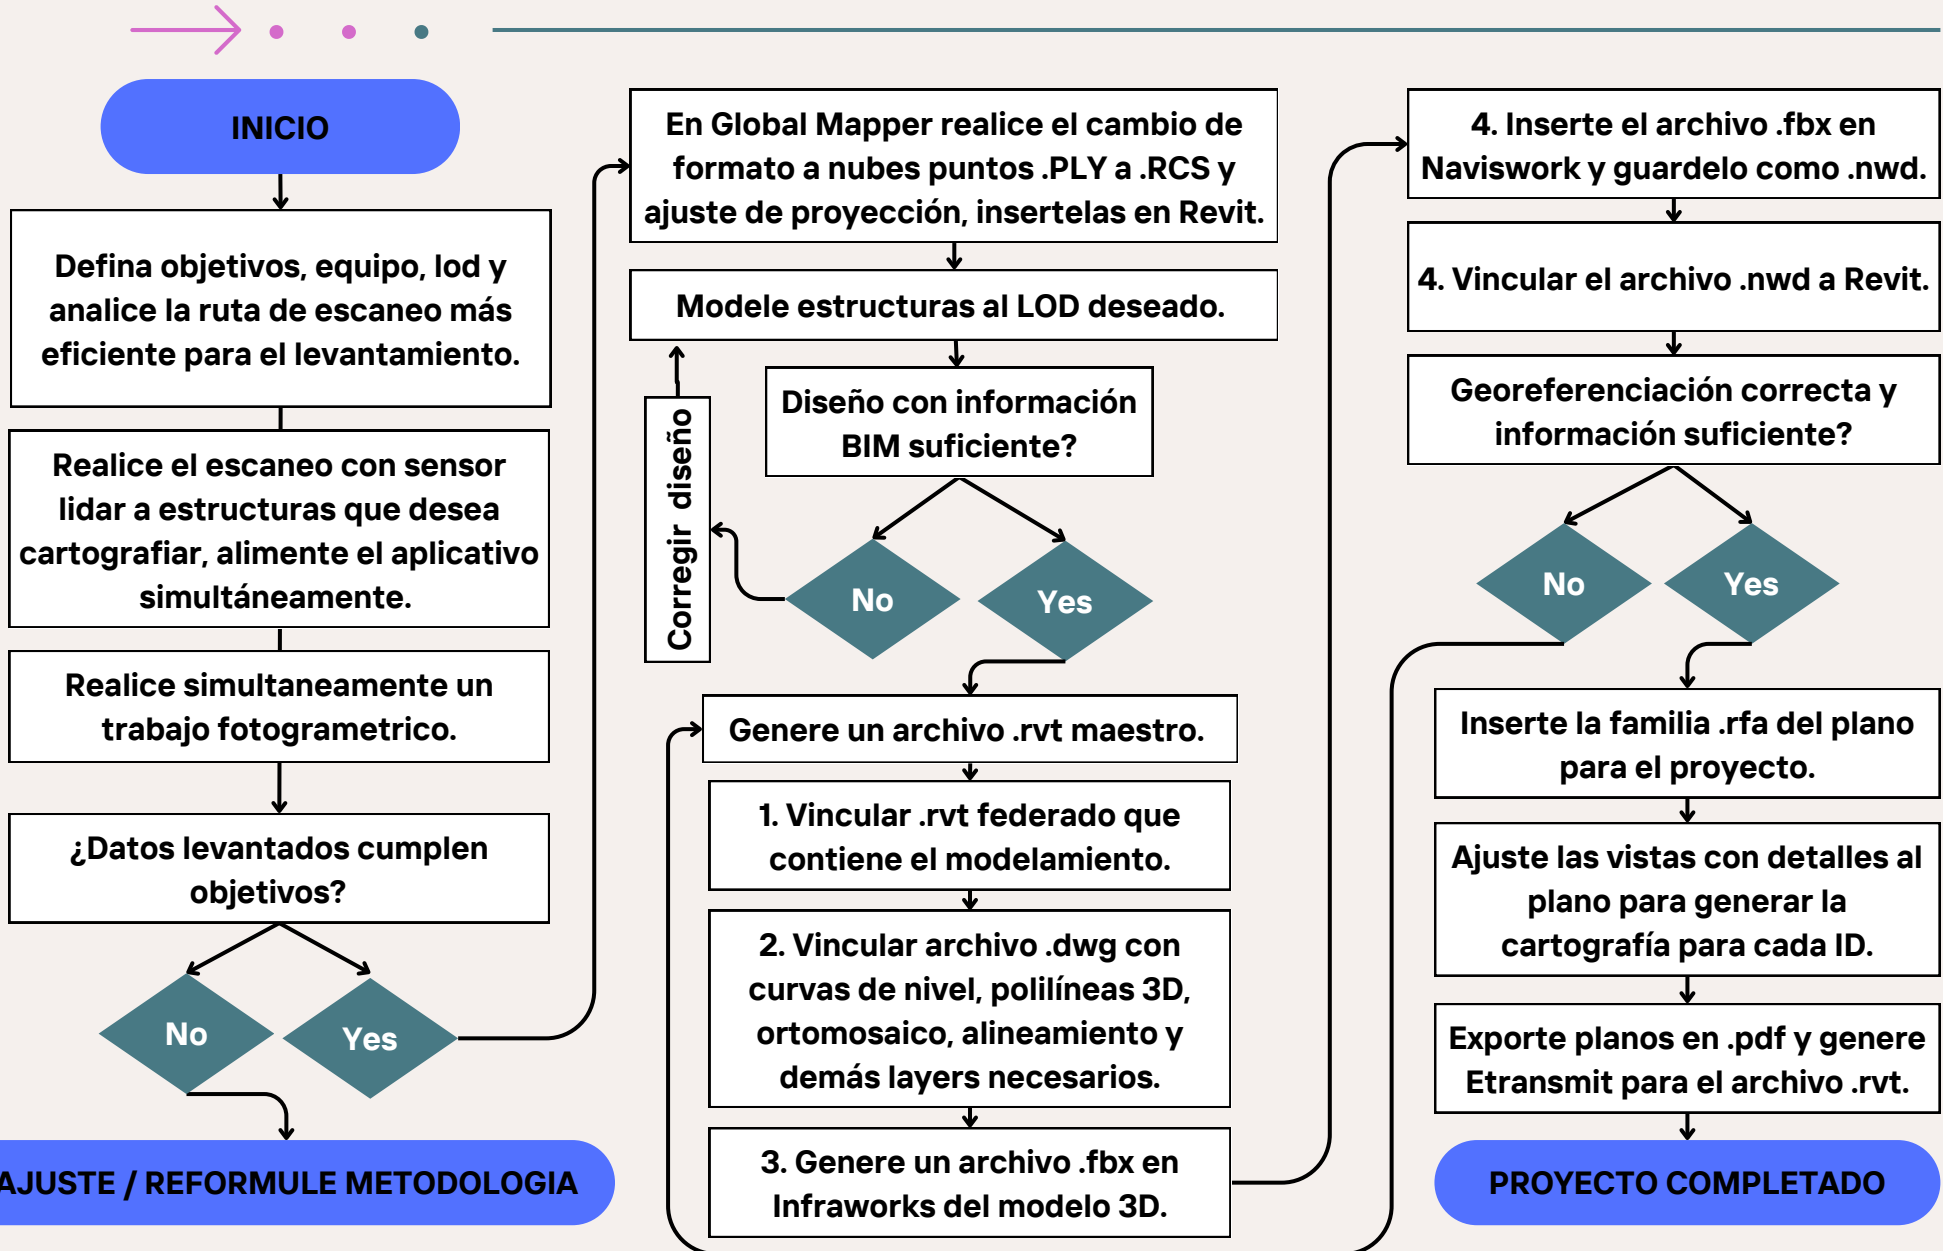 INICIO
Defina objetivos, equipo, lod y
analice la ruta de escaneo más
eficiente para el levantamiento.
Realice el escaneo con sensor
lidar a estructuras que desea
cartografiar, alimente el aplicativo
simultáneamente.
Realice simultaneamente un
trabajo fotogrametrico.
¿Datos levantados cumplen
objetivos?
No
Yes
AJUSTE / REFORMULE METODOLOGIA
En Global Mapper realice el cambio de
formato a nubes puntos .PLY a .RCS y
ajuste de proyección, insertelas en Revit.
Modele estructuras al LOD deseado.
Diseño con información
BIM suficiente?
Corregir diseño
No
Yes
Genere un archivo .rvt maestro.
1. Vincular .rvt federado que
contiene el modelamiento.
2. Vincular archivo .dwg con
curvas de nivel, polilíneas 3D,
ortomosaico, alineamiento y
demás layers necesarios.
3. Genere un archivo .fbx en
Infraworks del modelo 3D.
4. Inserte el archivo .fbx en
Naviswork y guardelo como .nwd.
4. Vincular el archivo .nwd a Revit.
Georeferenciación correcta y
información suficiente?
No
Yes
Inserte la familia .rfa del plano
para el proyecto.
Ajuste las vistas con detalles al
plano para generar la
cartografía para cada ID.
Exporte planos en .pdf y genere
Etransmit para el archivo .rvt.
PROYECTO COMPLETADO